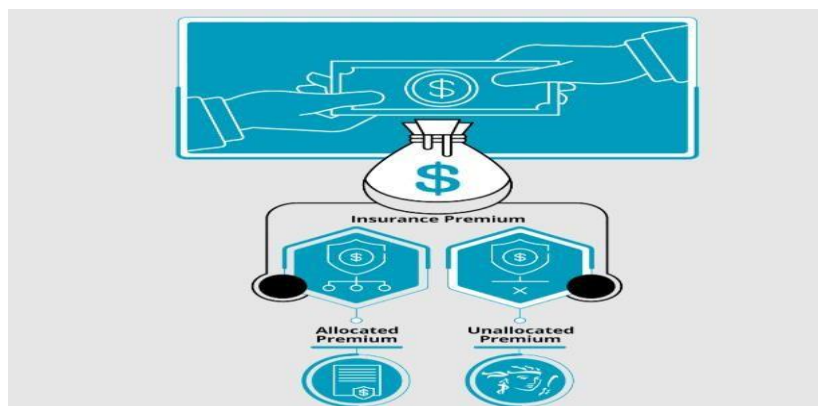 $
$
Insurance Premium
$
$
Allocated
Premium
Unallocated
Premium
$